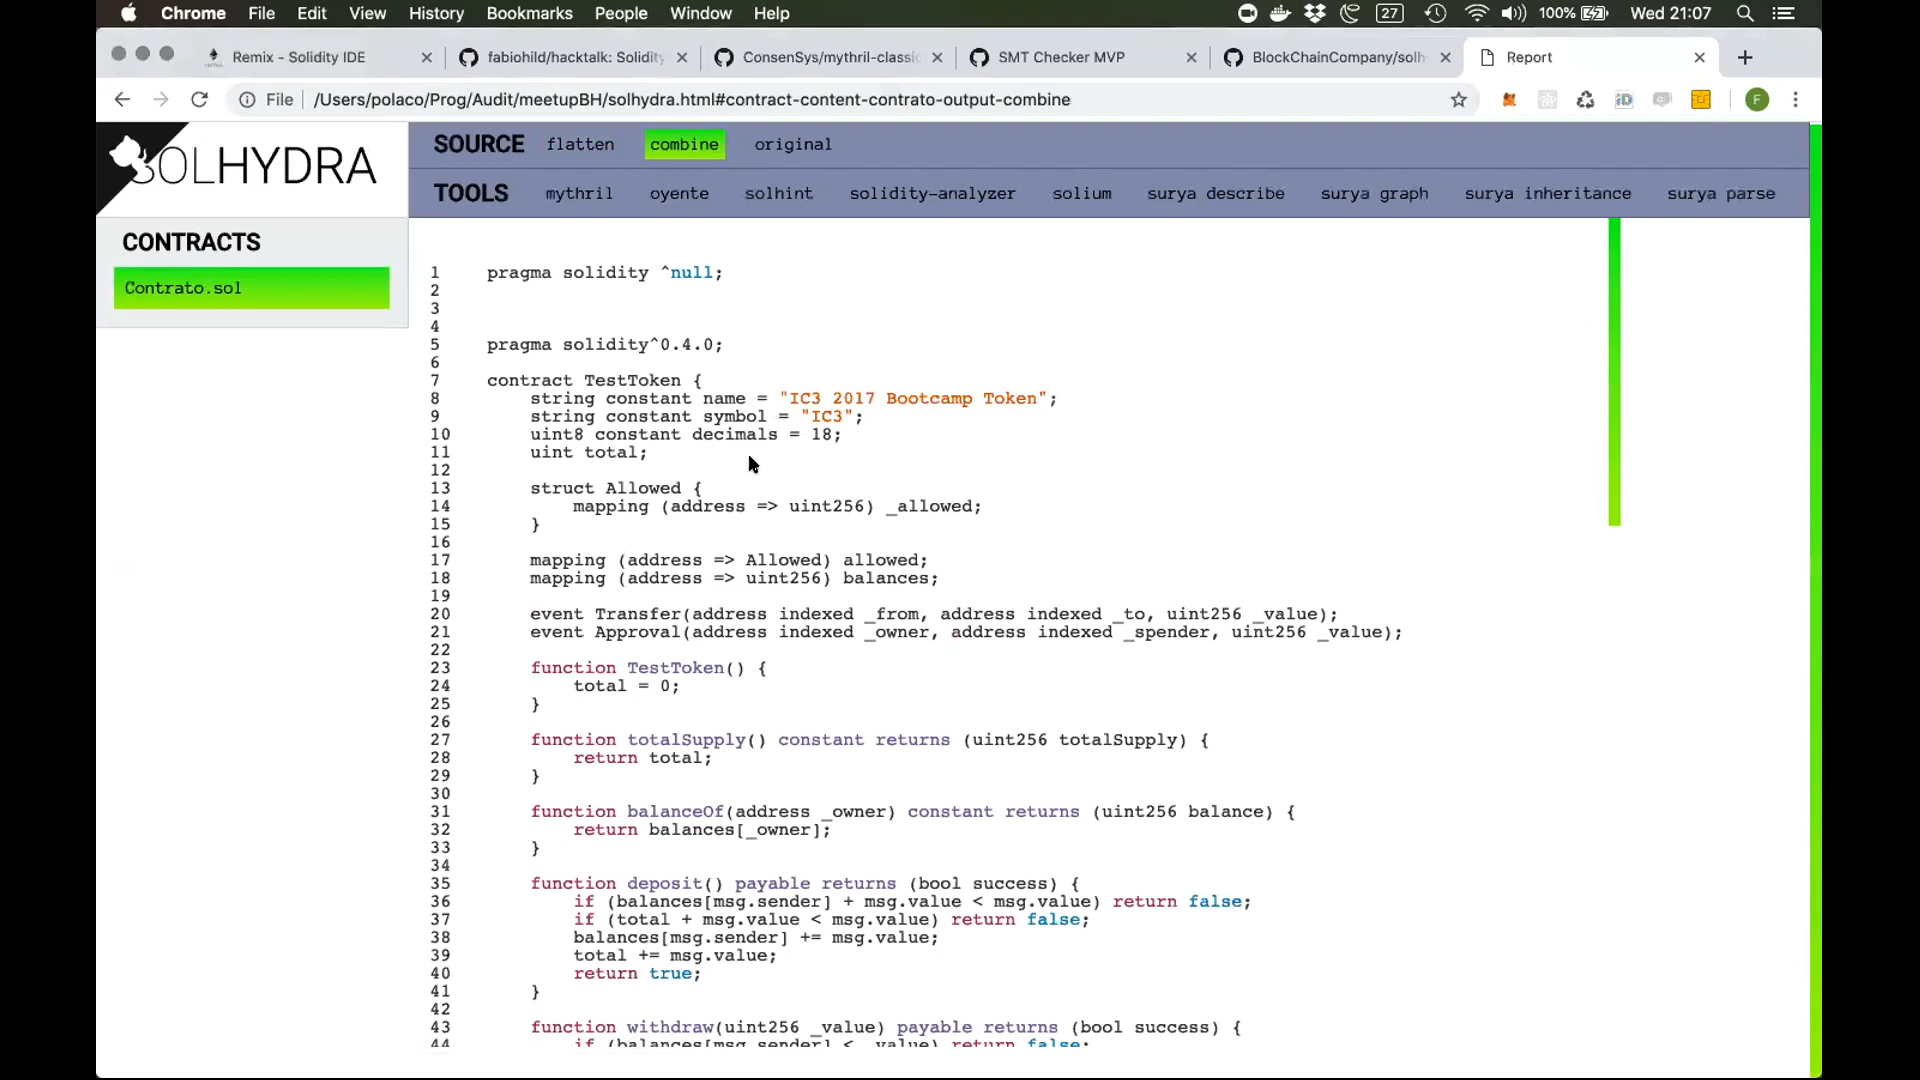 Chrome File Edit View History Bookmarks People Window Help 27 100% Wed 21:07
Remix - Solidity IDE fabiohild/hacktalk: Solidity ConsenSys/mythril-classic SMT Checker MVP BlockChainCompany/solh Report
File /Users/polaco/Prog/Audit/meetupBH/solhydra.html#contract-content-contrato-output-combine F
SOLHYDRA
SOURCE flatten combine original
TOOLS mythril oyente solhint solidity-analyzer solium surya describe surya graph surya inheritance surya parse
CONTRACTS
Contrato.sol
1 pragma solidity ^null;
2
3
4
5 pragma solidity^0.4.0;
6
7 contract TestToken {
8 string constant name = "IC3 2017 Bootcamp Token";
9 string constant symbol = "IC3";
10 uint8 constant decimals = 18;
11 uint total;
12
13 struct Allowed {
14 mapping (address => uint256) _allowed;
15 }
16
17 mapping (address => Allowed) allowed;
18 mapping (address => uint256) balances;
19
20 event Transfer(address indexed _from, address indexed _to, uint256 _value);
21 event Approval(address indexed _owner, address indexed _spender, uint256 _value);
22
23 function TestToken() {
24 total = 0;
25 }
26
27 function totalSupply() constant returns (uint256 totalSupply) {
28 return total;
29 }
30
31 function balanceOf(address _owner) constant returns (uint256 balance) {
32 return balances[_owner];
33 }
34
35 function deposit() payable returns (bool success) {
36 if (balances[msg.sender] + msg.value < msg.value) return false;
37 if (total + msg.value < msg.value) return false;
38 balances[msg.sender] += msg.value;
39 total += msg.value;
40 return true;
41 }
42
43 function withdraw(uint256 _value) payable returns (bool success) {
44 if (balances[msg.sender] < _value) return false;